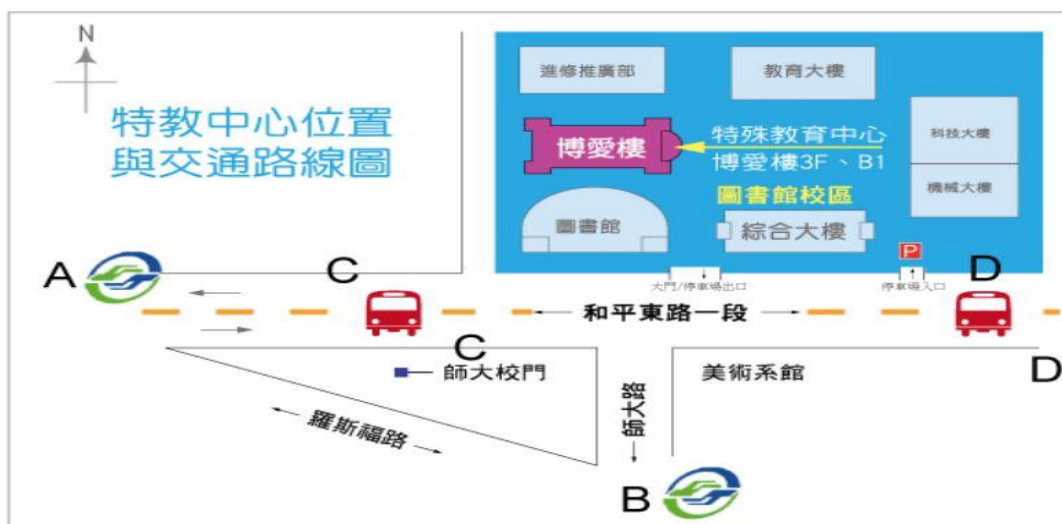 N
特教中心位置
與交通路線圖
進修推廣部
教育大樓
博愛樓
特殊教育中心
博愛樓3F、B1
科技大樓
機械大樓
圖書館校區
圖書館
綜合大樓
P
A
C
D
大門/停車場出口
停車場入口
和平東路一段
C
師大校門
美術系館
D
羅斯福路
師大路
B